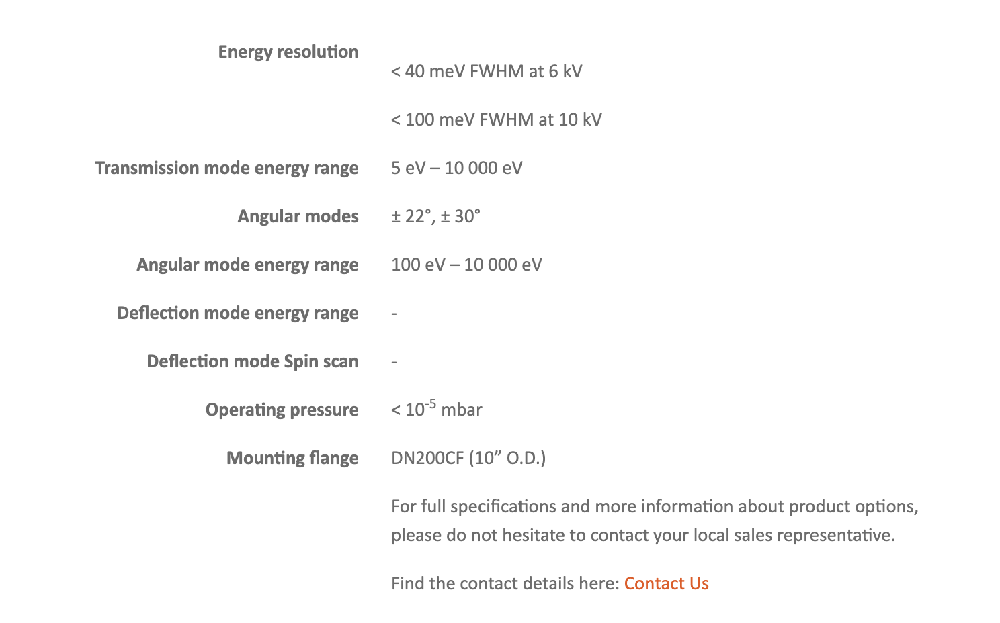 Energy resolution
< 40 meV FWHM at 6 kV
< 100 meV FWHM at 10 kV
Transmission mode energy range 5 eV – 10 000 eV
Angular modes ± 22°, ± 30°
Angular mode energy range 100 eV – 10 000 eV
Deflection mode energy range -
Deflection mode Spin scan -
Operating pressure < 10⁻⁵ mbar
Mounting flange DN200CF (10” O.D.)
For full specifications and more information about product options,
please do not hesitate to contact your local sales representative.
Find the contact details here: Contact Us